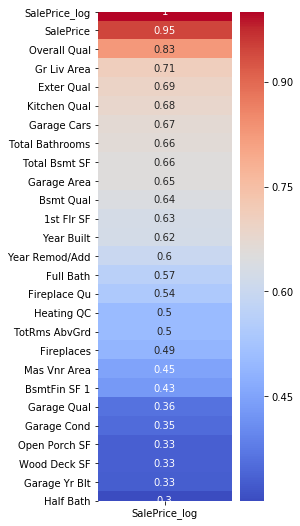 SalePrice_log 1
SalePrice 0.95
Overall Qual 0.83
Gr Liv Area 0.71
Exter Qual 0.69
Kitchen Qual 0.68
Garage Cars 0.67
Total Bathrooms 0.66
Total Bsmt SF 0.66
Garage Area 0.65
Bsmt Qual 0.64
1st Flr SF 0.63
Year Built 0.62
Year Remod/Add 0.6
Full Bath 0.57
Fireplace Qu 0.54
Heating QC 0.5
TotRms AbvGrd 0.5
Fireplaces 0.49
Mas Vnr Area 0.45
BsmtFin SF 1 0.43
Garage Qual 0.36
Garage Cond 0.35
Open Porch SF 0.33
Wood Deck SF 0.33
Garage Yr Blt 0.33
Half Bath 0.3
SalePrice_log
0.90
0.75
0.60
0.45